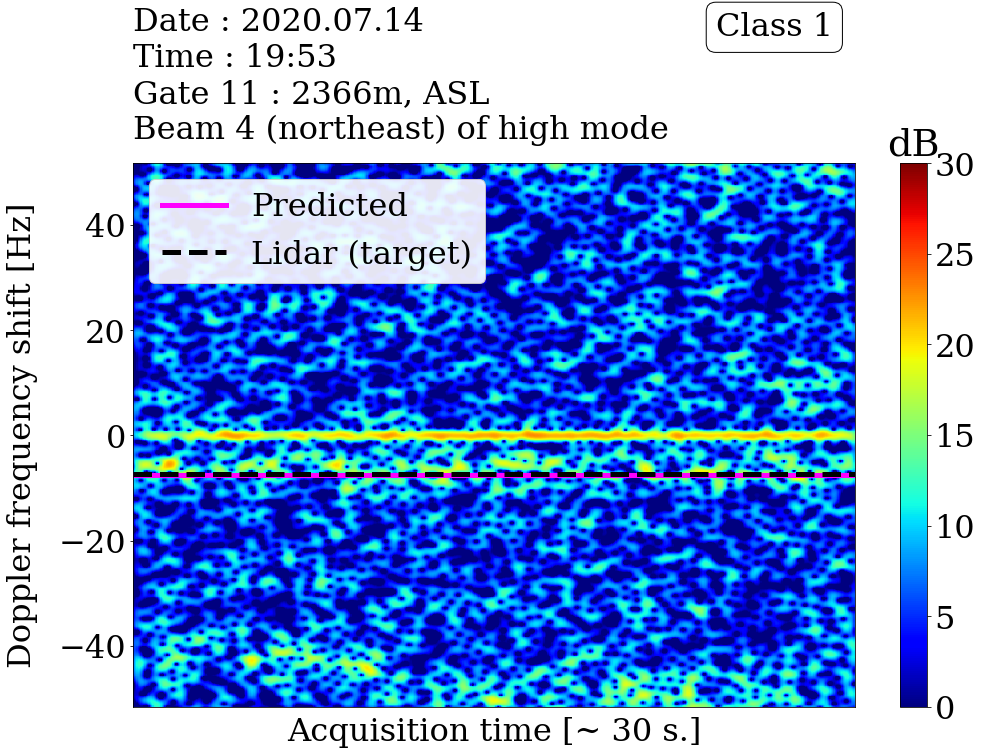 Date : 2020.07.14
Time : 19:53
Gate 11 : 2366m, ASL
Beam 4 (northeast) of high mode
Class 1
dB
Predicted
Lidar (target)
Doppler frequency shift [Hz]
40
20
0
−20
−40
30
25
20
15
10
5
0
Acquisition time [~ 30 s.]